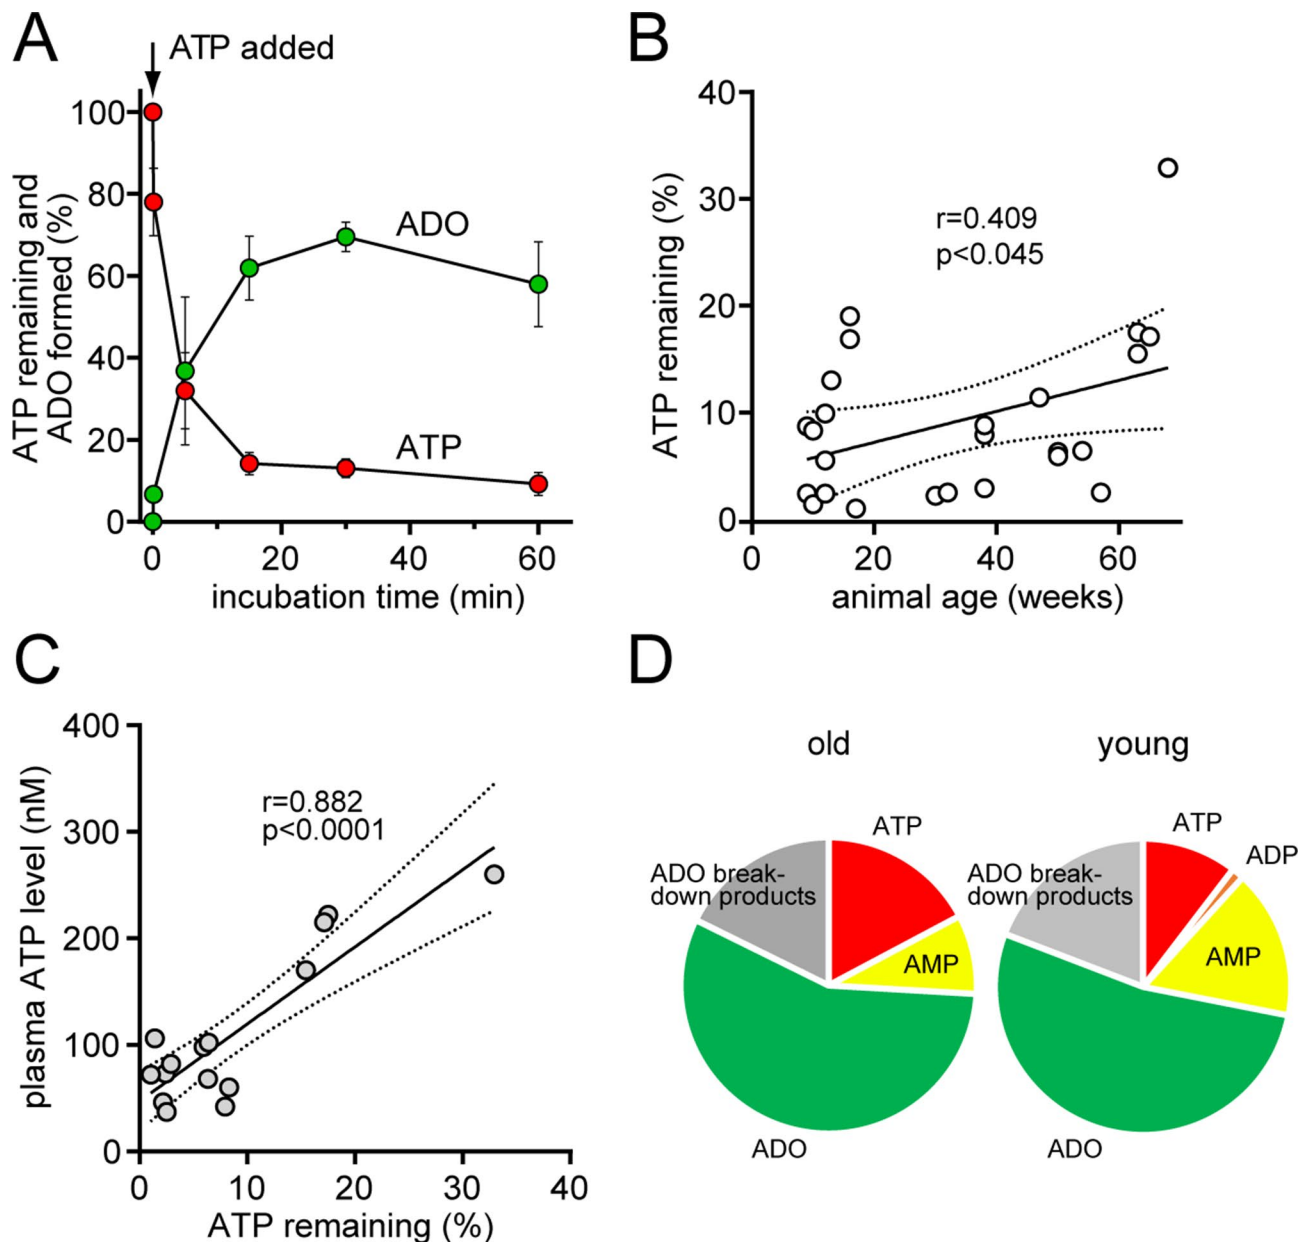 A
ATP added
ATP remaining and
ADO formed (%)
100
80
60
40
20
0
ADO
ATP
0
20
40
60
incubation time (min)
B
ATP remaining (%)
40
30
20
10
0
r=0.409
p<0.045
0
20
40
60
animal age (weeks)
C
plasma ATP level (nM)
400
300
200
100
0
r=0.882
p<0.0001
0
10
20
30
40
ATP remaining (%)
D
old
ATP
ADO break-
down products
AMP
ADO
young
ATP
ADP
ADO break-
down products
AMP
ADO